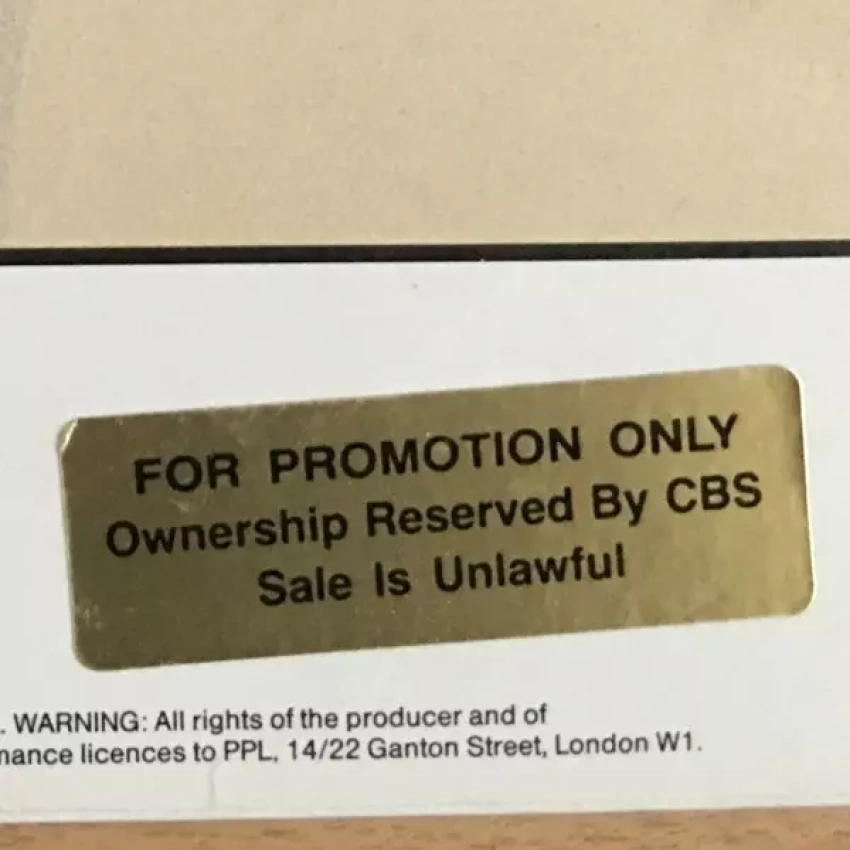 FOR PROMOTION ONLY
Ownership Reserved By CBS
Sale Is Unlawful
. WARNING: All rights of the producer and of
nance licences to PPL, 14/22 Ganton Street, London W1.